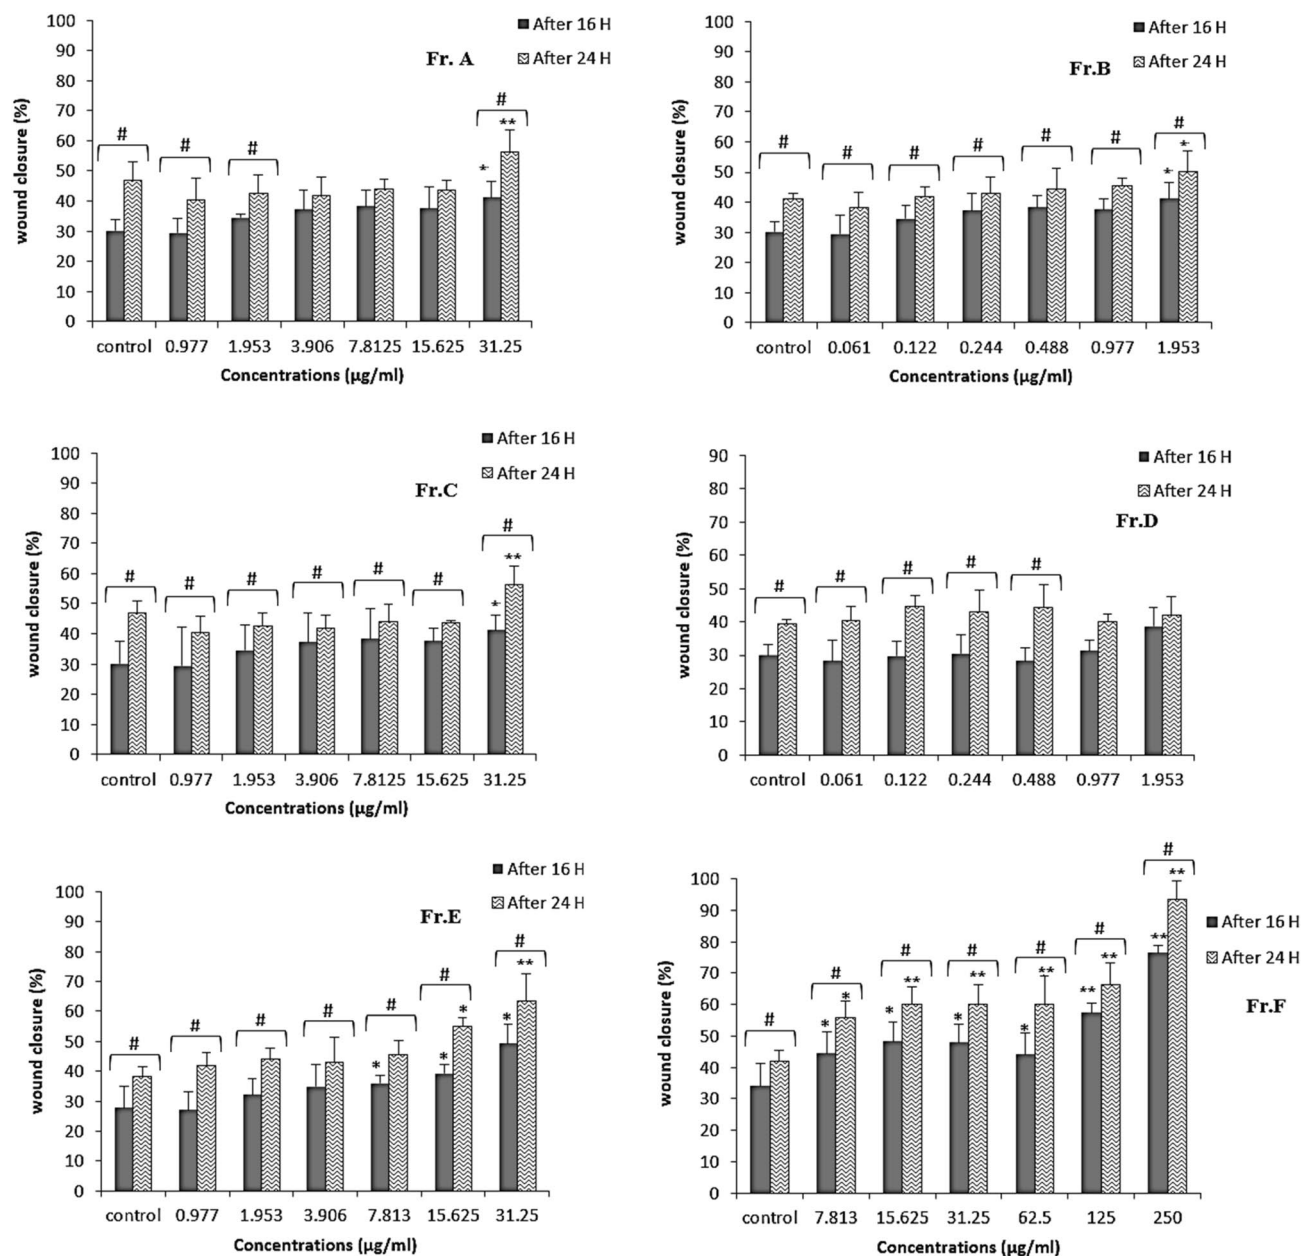 After 16 H
After 24 H
Fr. A
wound closure (%)
100
90
80
70
60
50
40
30
20
10
0
# # # #
* **
control 0.977 1.953 3.906 7.8125 15.625 31.25
Concentrations (µg/ml)
After 16 H
After 24 H
Fr.B
wound closure (%)
100
90
80
70
60
50
40
30
20
10
0
# # # # # # #
* *
control 0.061 0.122 0.244 0.488 0.977 1.953
Concentrations (µg/ml)
After 16 H
After 24 H
Fr.C
wound closure (%)
100
90
80
70
60
50
40
30
20
10
0
# # # # # # #
* **
control 0.977 1.953 3.906 7.8125 15.625 31.25
Concentrations (µg/ml)
After 16 H
After 24 H
Fr.D
wound closure (%)
90
80
70
60
50
40
30
20
10
0
# # # # #
control 0.061 0.122 0.244 0.488 0.977 1.953
After 16 H
After 24 H
Fr.E
wound closure (%)
100
90
80
70
60
50
40
30
20
10
0
# # # # # # #
* * * * **
control 0.977 1.953 3.906 7.813 15.625 31.25
Concentrations (µg/ml)
After 16 H
After 24 H
Fr.F
wound closure (%)
100
90
80
70
60
50
40
30
20
10
0
# # # # # # #
* * * ** * ** * ** ** ** ** **
control 7.813 15.625 31.25 62.5 125 250
Concentrations (µg/ml)